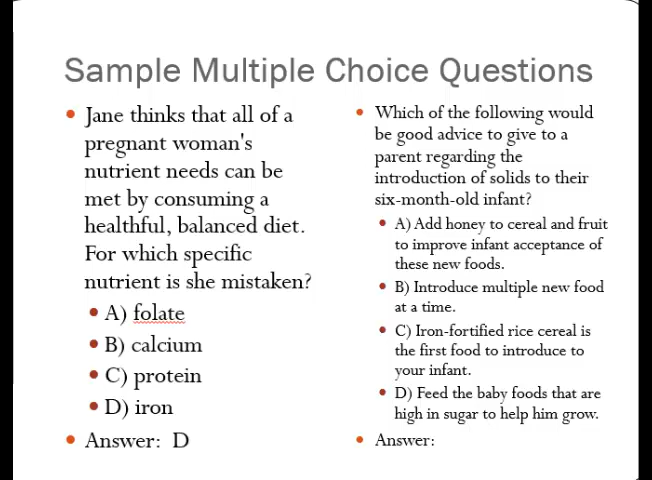 Sample Multiple Choice Questions
Jane thinks that all of a
pregnant woman's
nutrient needs can be
met by consuming a
healthful, balanced diet.
For which specific
nutrient is she mistaken?
A) folate
B) calcium
C) protein
D) iron
Answer: D
Which of the following would
be good advice to give to a
parent regarding the
introduction of solids to their
six-month-old infant?
A) Add honey to cereal and fruit
to improve infant acceptance of
these new foods.
B) Introduce multiple new food
at a time.
C) Iron-fortified rice cereal is
the first food to introduce to
your infant.
D) Feed the baby foods that are
high in sugar to help him grow.
Answer: